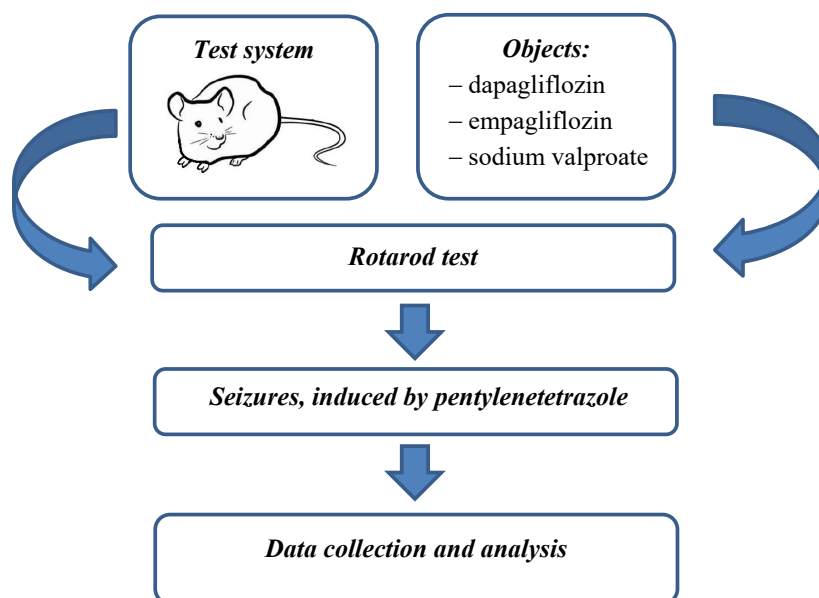 Test system
Objects:
– dapagliflozin
– empagliflozin
– sodium valproate
Rotarod test
Seizures, induced by pentylenetetrazole
Data collection and analysis